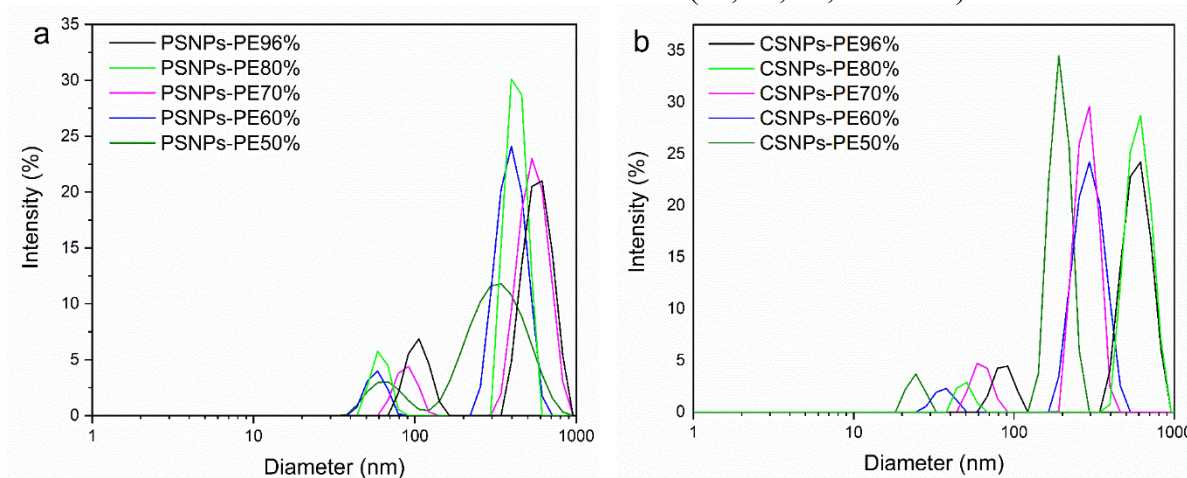 a
35
30
25
20
15
10
5
0
Intensity (%)
PSNPs-PE96%
PSNPs-PE80%
PSNPs-PE70%
PSNPs-PE60%
PSNPs-PE50%
1 10 100 1000
Diameter (nm)
b
35
30
25
20
15
10
5
0
Intensity (%)
CSNPs-PE96%
CSNPs-PE80%
CSNPs-PE70%
CSNPs-PE60%
CSNPs-PE50%
1 10 100 1000
Diameter (nm)